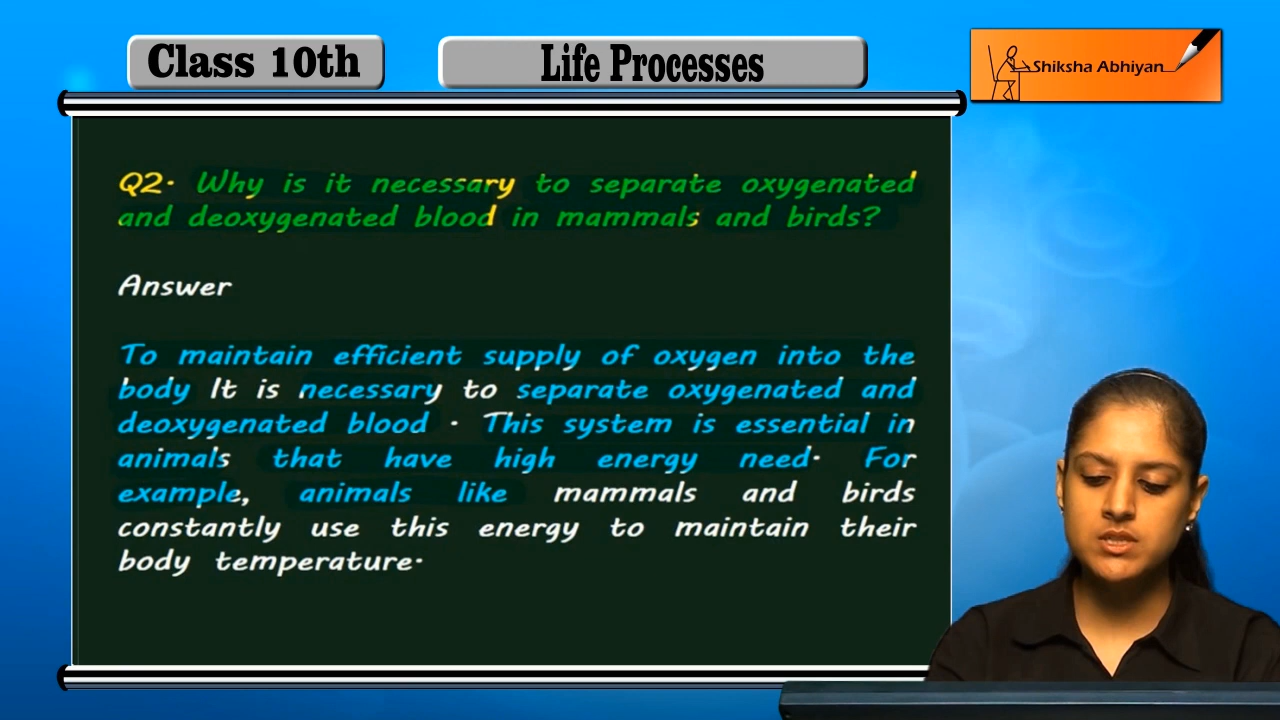 Class 10th
Life Processes
Shiksha Abhiyan
Q2. Why is it necessary to separate oxygenated
and deoxygenated blood in mammals and birds?
Answer
To maintain efficient supply of oxygen into the
body It is necessary to separate oxygenated and
deoxygenated blood . This system is essential in
animals that have high energy need. For
example, animals like mammals and birds
constantly use this energy to maintain their
body temperature.